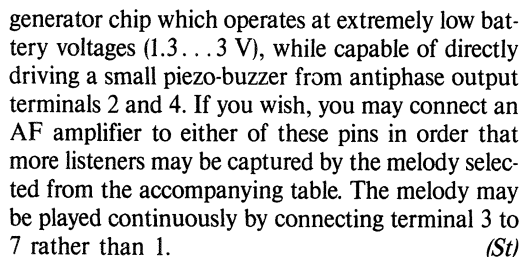 generator chip which operates at extremely low bat-
tery voltages (1.3...3 V), while capable of directly
driving a small piezo-buzzer from antiphase output
terminals 2 and 4. If you wish, you may connect an
AF amplifier to either of these pins in order that
more listeners may be captured by the melody selec-
ted from the accompanying table. The melody may
be played continuously by connecting terminal 3 to
7 rather than 1. (St)